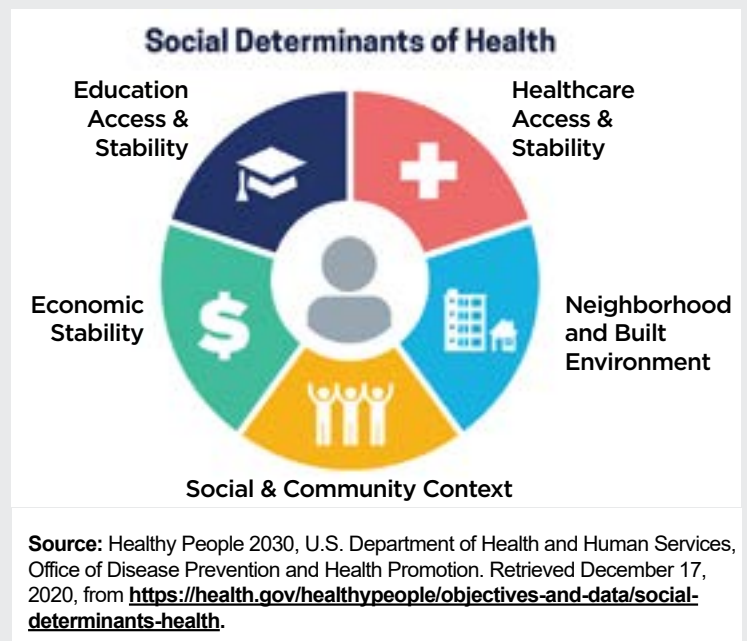 Social Determinants of Health
Education
Access &
Stability
Healthcare
Access &
Stability
Economic
Stability
$
Neighborhood
and Built
Environment
Social & Community Context
Source: Healthy People 2030, U.S. Department of Health and Human Services,
Office of Disease Prevention and Health Promotion. Retrieved December 17,
2020, from https://health.gov/healthypeople/objectives-and-data/social-
determinants-health.